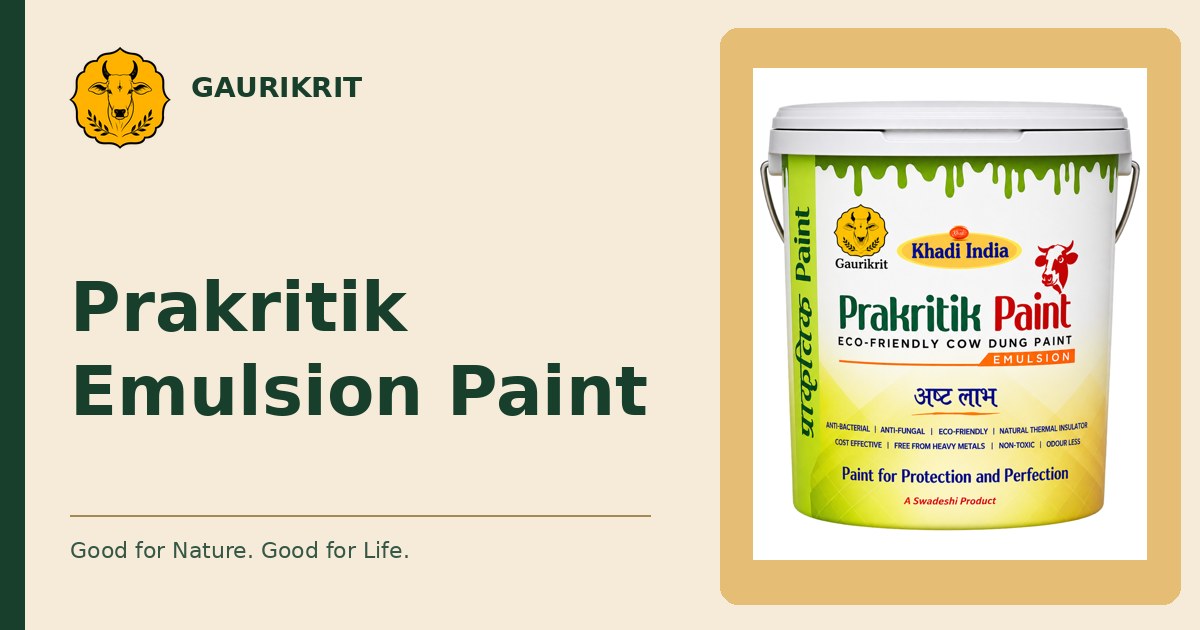 GAURIKRIT
Prakritik
Emulsion Paint
Good for Nature. Good for Life.
प्राकृतिक Paint
Gaurikrit
Khadi India
Prakritik Paint
ECO-FRIENDLY COW DUNG PAINT
EMULSION
अष्ट लाभ
ANTI-BACTERIAL | ANTI-FUNGAL | ECO-FRIENDLY | NATURAL THERMAL INSULATOR
COST EFFECTIVE | FREE FROM HEAVY METALS | NON-TOXIC | ODOUR LESS
Paint for Protection and Perfection
A Swadeshi Product